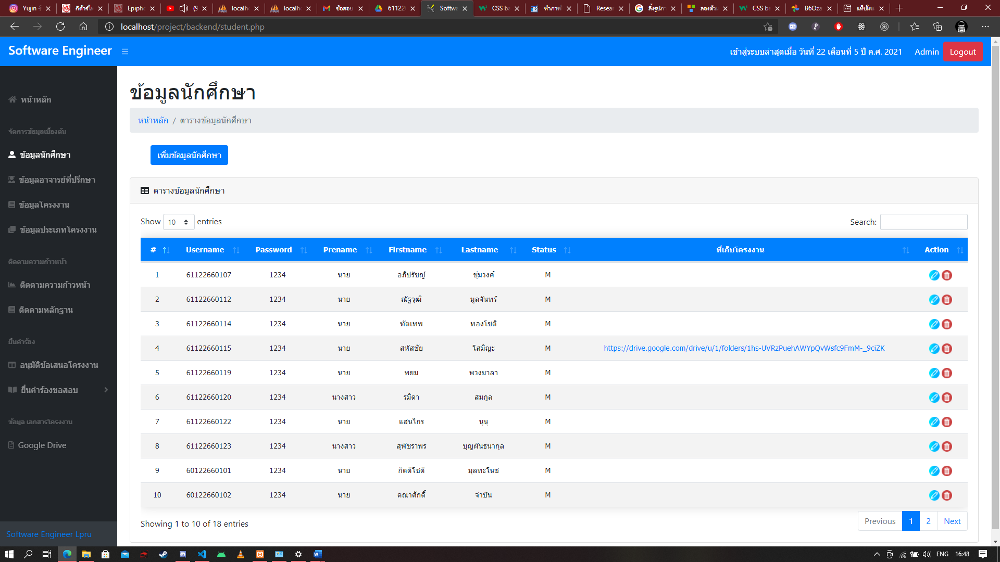 Yujin
กีต้าร์ไฟ
Epipho
(9
localh
localh
ข้อสอบ
61122
Softwa
CSS ba
ทำภาพ
Resea
ลิ้งรูปภา
ลองตัว
CSS ba
B6Oza
แท็บใหม
localhost/project/backend/student.php
Software Engineer
เข้าสู่ระบบล่าสุดเมื่อ วันที่ 22 เดือนที่ 5 ปี ค.ศ. 2021 Admin Logout
หน้าหลัก
จัดการข้อมูลเบื้องต้น
ข้อมูลนักศึกษา
ข้อมูลอาจารย์ที่ปรึกษา
ข้อมูลโครงงาน
ข้อมูลประเภทโครงงาน
ติดตามความก้าวหน้า
ติดตามความก้าวหน้า
ติดตามหลักฐาน
ยื่นคำร้อง
อนุมัติข้อเสนอโครงงาน
ยื่นคำร้องขอสอบ
ข้อมูล เอกสารโครงงาน
Google Drive
Software Engineer Lpru
ข้อมูลนักศึกษา
หน้าหลัก / ตารางข้อมูลนักศึกษา
เพิ่มข้อมูลนักศึกษา
ตารางข้อมูลนักศึกษา
Show 10 entries
Search:
# Username Password Prename Firstname Lastname Status ที่เก็บโครงงาน Action
1 61122660107 1234 นาย อภิปรัชญ์ ชุ่มวงศ์ M
2 61122660112 1234 นาย ณัฐวุฒิ มูลจันทร์ M
3 61122660114 1234 นาย ทัตเทพ ทองโชติ M
4 61122660115 1234 นาย สหัสชัย โสมิญะ M https://drive.google.com/drive/u/1/folders/1hs-UVRzPuehAWYpQvWsfc9FmM-_9ciZK
5 61122660119 1234 นาย พยม พวงมาลา M
6 61122660120 1234 นางสาว รมิดา สมกูล M
7 61122660122 1234 นาย แสนไกร นุนุ M
8 61122660123 1234 นางสาว สุพัชราพร บุญผันธนากุล M
9 60122660101 1234 นาย กิตติโชติ มุลทะโนช M
10 60122660102 1234 นาย คณาศักดิ์ จ่าปัน M
Showing 1 to 10 of 18 entries
Previous 1 2 Next
ENG 16:48